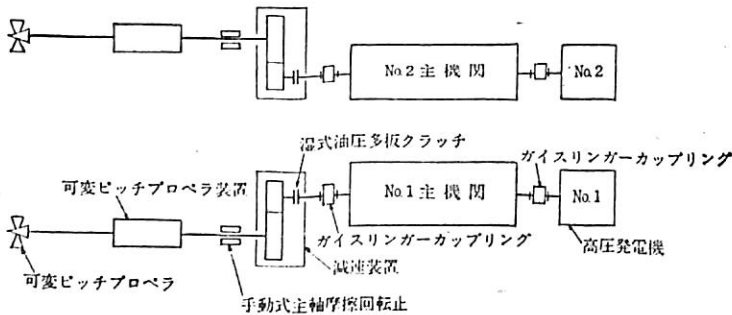 No.2 主機関
No.2
湿式油圧多板クラッチ
ガイスリンガーカップリング
可変ピッチプロペラ装置
No.1 主機関
No.1
ガイスリンガーカップリング
高圧発電機
減速装置
可変ピッチプロペラ
手動式主軸摩擦回転止